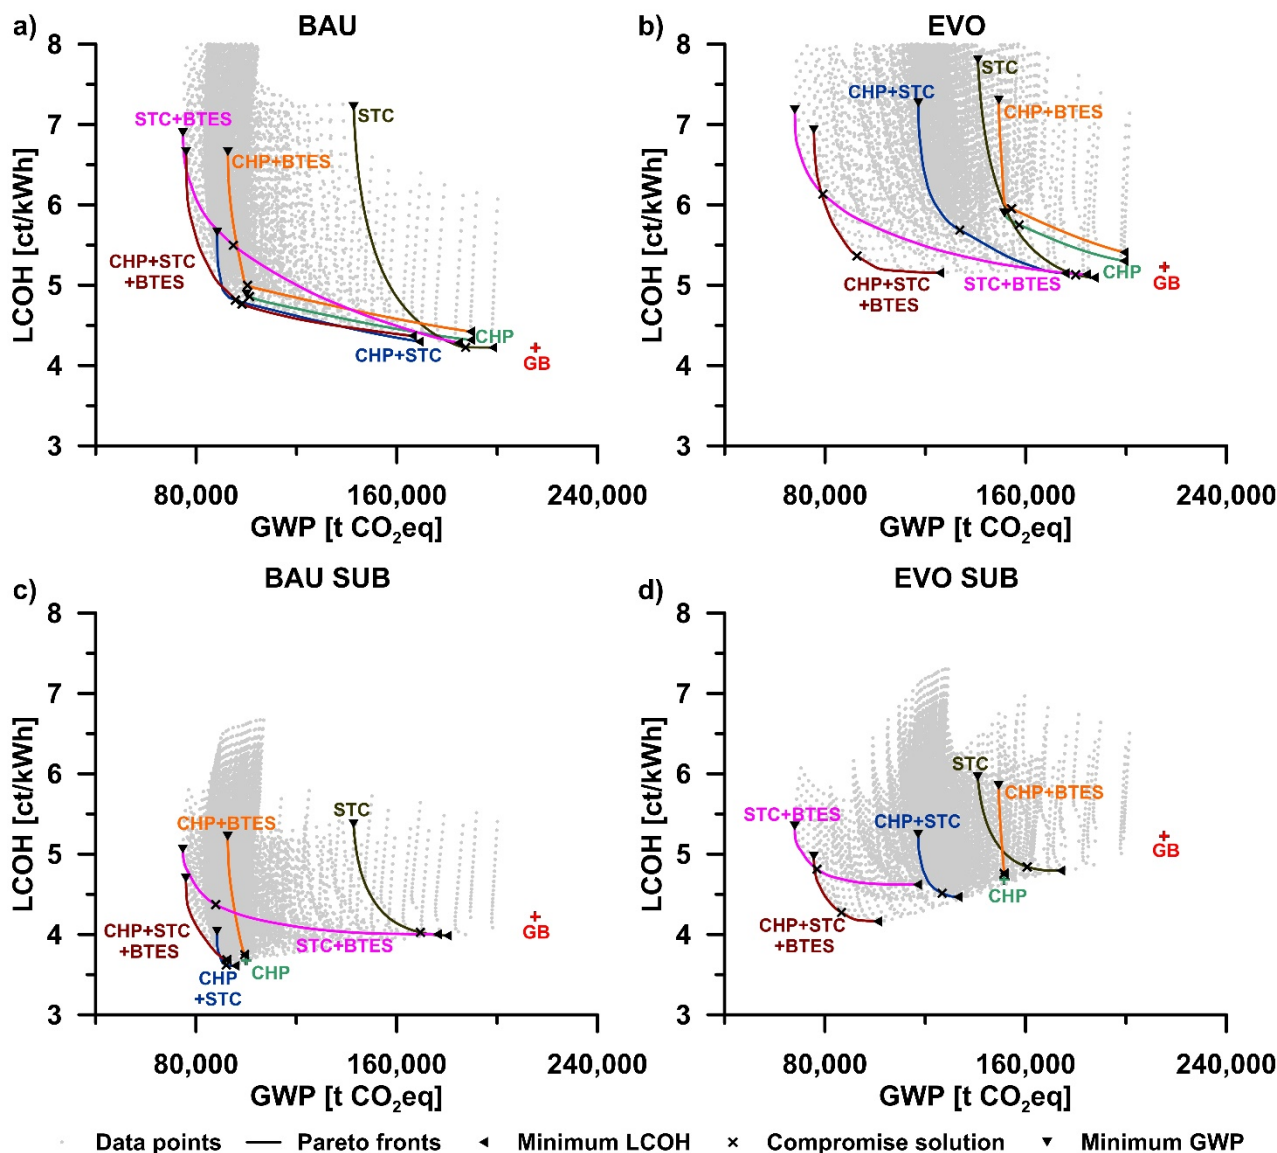 a)
BAU
8
7
6
5
4
3
LCOH [ct/kWh]
STC+BTES
CHP+BTES
STC
CHP+STC
+BTES
CHP
CHP+STC
GB
80,000
160,000
240,000
GWP [t CO₂eq]
b)
EVO
8
7
6
5
4
3
LCOH [ct/kWh]
STC
CHP+STC
CHP+BTES
CHP+STC
+BTES
STC+BTES
CHP
GB
80,000
160,000
240,000
GWP [t CO₂eq]
c)
BAU SUB
8
7
6
5
4
3
LCOH [ct/kWh]
CHP+BTES
STC
CHP+STC
+BTES
STC+BTES
CHP
+STC
CHP
GB
80,000
160,000
240,000
GWP [t CO₂eq]
d)
EVO SUB
8
7
6
5
4
3
LCOH [ct/kWh]
STC
CHP+BTES
STC+BTES
CHP+STC
CHP
GB
CHP+STC
+BTES
80,000
160,000
240,000
GWP [t CO₂eq]
Data points
Pareto fronts
Minimum LCOH
Compromise solution
Minimum GWP